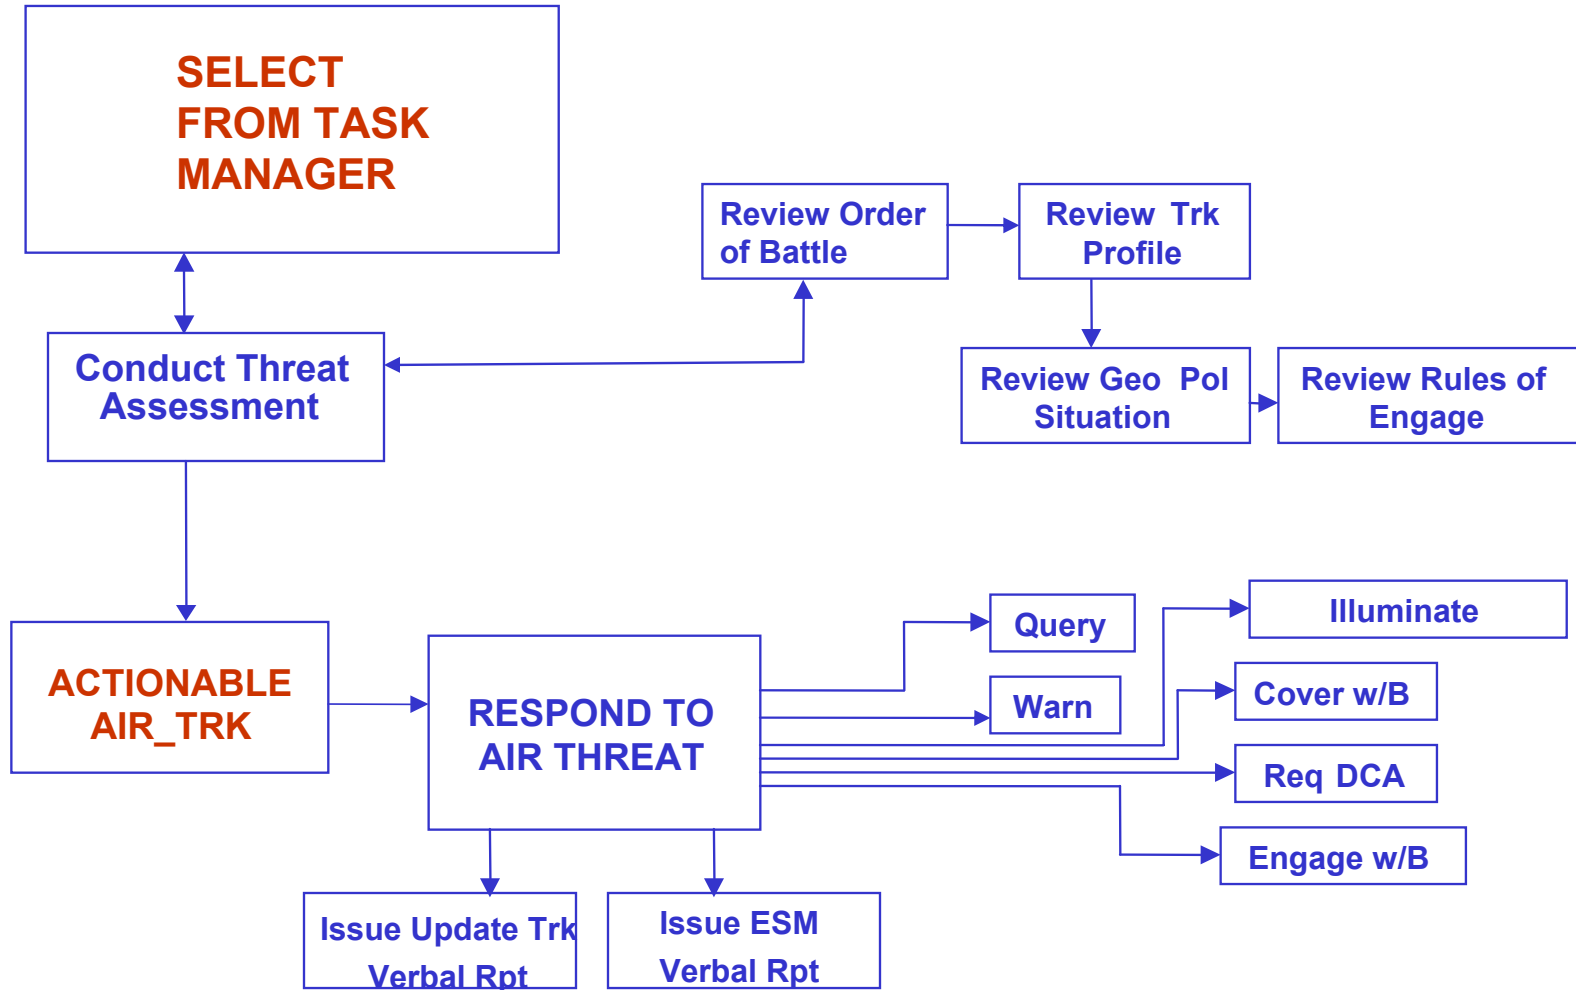 SELECT
FROM TASK
MANAGER
Review Order
of Battle
Review Trk
Profile
Conduct Threat
Assessment
Review Geo Pol
Situation
Review Rules of
Engage
ACTIONABLE
AIR_TRK
RESPOND TO
AIR THREAT
Query
Warn
Illuminate
Cover w/B
Req DCA
Engage w/B
Issue Update Trk
Verbal Rpt
Issue ESM
Verbal Rpt